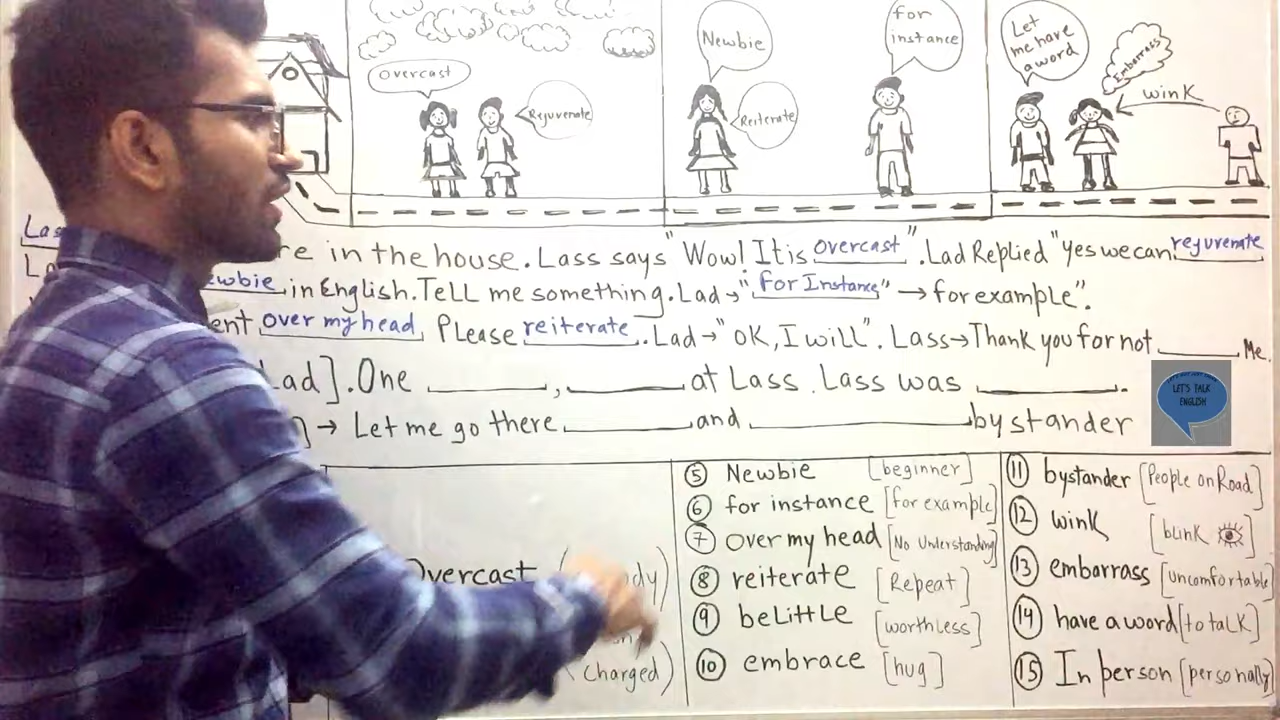 Overcast
Rejuvenate
Newbie
Reiterate
for
instance
Let
me have
a word
Embarrass
wink
re in the house. Lass says "Wow! It is overcast". Lad Replied "Yes we can rejuvenate
ewbie, in English. Tell me something. Lad → "for Instance" → for example".
ent over my head, Please reiterate. Lad → "OK, I will". Lass → Thank you for not ______ Me.
Lad]. One ______, ______ at Lass. Lass was ______.
→ Let me go there ______ and ______ bystander
LET'S TALK
ENGLISH
Overcast
charged)
⑤ Newbie [beginner]
⑥ for instance [for example]
⑦ over my head [No Understanding]
⑧ reiterate [Repeat]
⑨ beLittle [worthless]
⑩ embrace [hug]
⑪ bystander [People on Road]
⑫ wink [blink]
⑬ embarrass [uncomfortable]
⑭ have a word [to talk]
⑮ In person [personally]